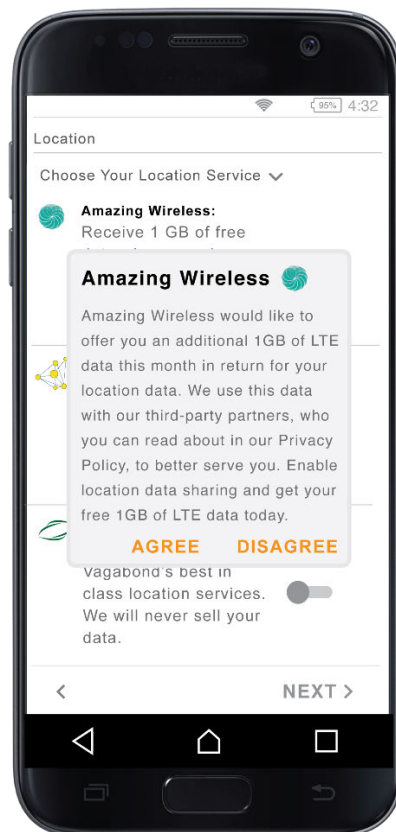 95% 4:32
Location
Choose Your Location Service
Amazing Wireless:
Receive 1 GB of free
Amazing Wireless
Amazing Wireless would like to
offer you an additional 1GB of LTE
data this month in return for your
location data. We use this data
with our third-party partners, who
you can read about in our Privacy
Policy, to better serve you. Enable
location data sharing and get your
free 1GB of LTE data today.
AGREE DISAGREE
Vagabond's best in
class location services.
We will never sell your
data.
NEXT